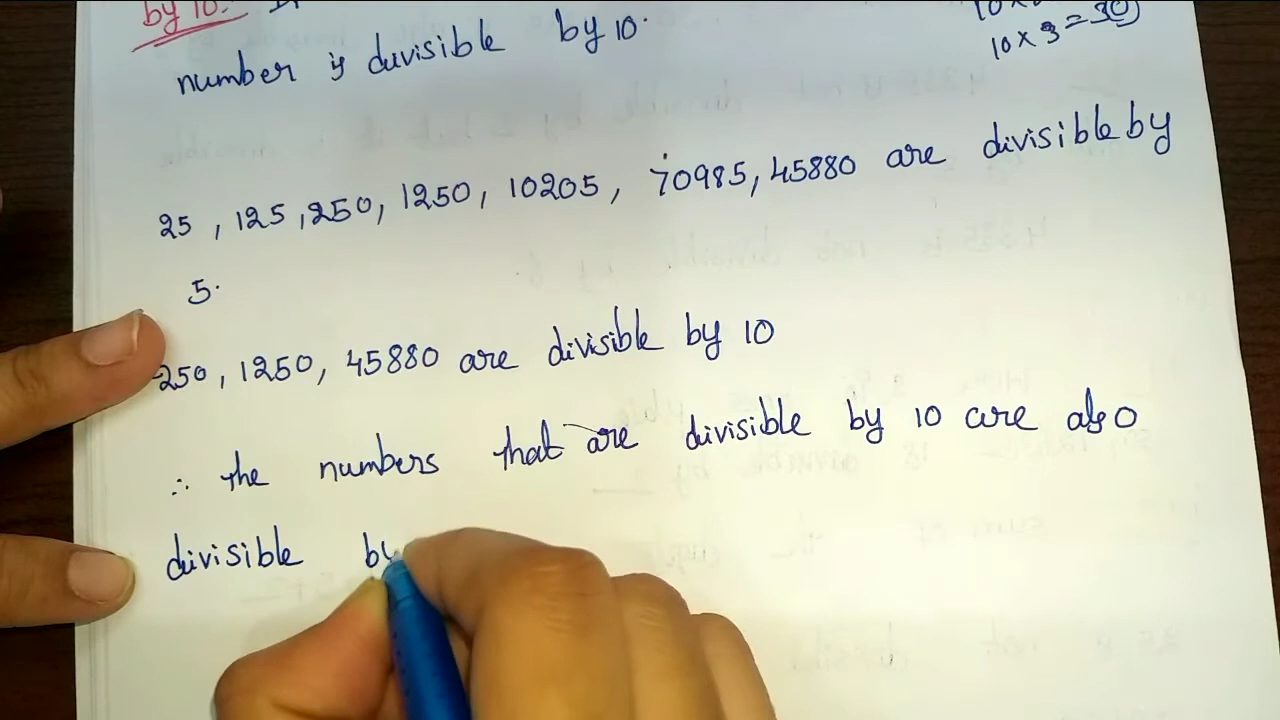 by 10:
10 x
number is divisible by 10.
10 x 3 = 30
25, 125, 250, 1250, 10205, 70985, 45880 are divisible by
5.
250, 1250, 45880 are divisible by 10
∴ the numbers that are divisible by 10 are also
divisible by